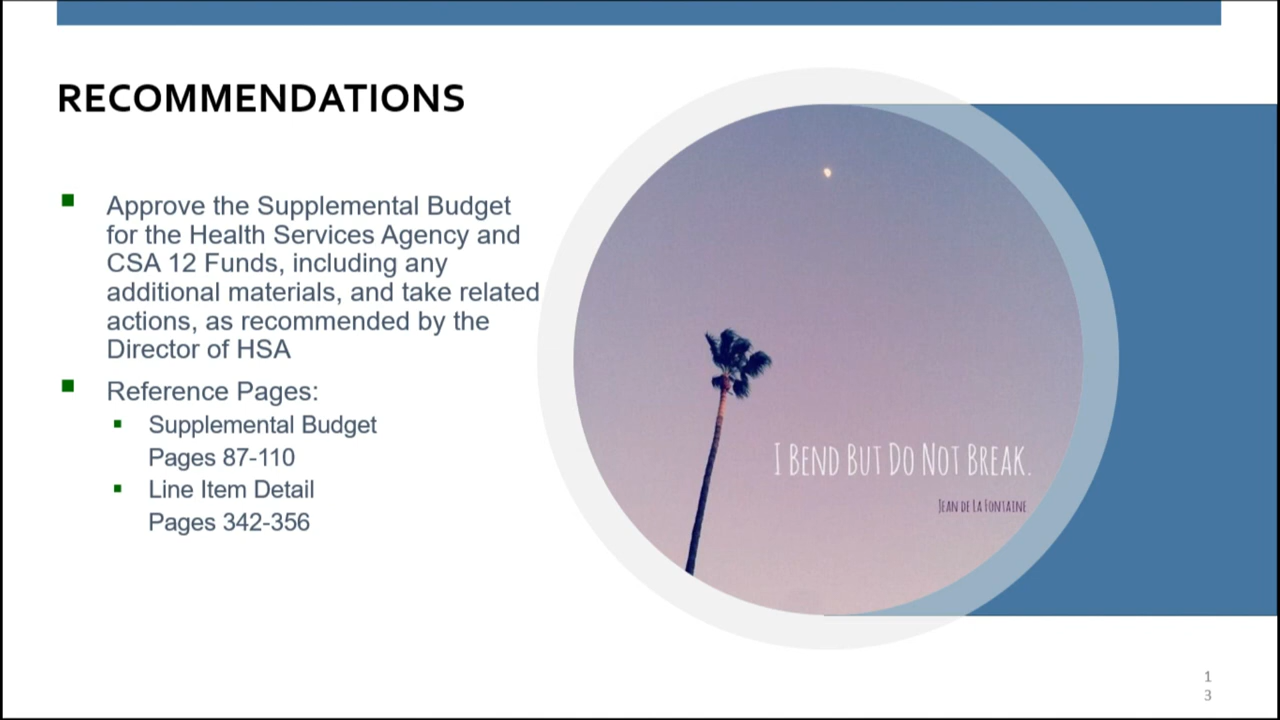 RECOMMENDATIONS
Approve the Supplemental Budget
for the Health Services Agency and
CSA 12 Funds, including any
additional materials, and take related
actions, as recommended by the
Director of HSA
Reference Pages:
Supplemental Budget
Pages 87-110
Line Item Detail
Pages 342-356
I BEND BUT DO NOT BREAK.
JEAN DE LA FONTAINE
1
3